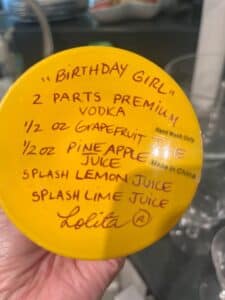 "BIRTHDAY GIRL"
2 PARTS PREMIUM
VODKA
1/2 oz GRAPEFRUIT
Hand Wash Only
1/2 oz PINEAPPLE
JUICE
Made in China
SPLASH LEMON JUICE
SPLASH LIME JUICE
Lolita ®